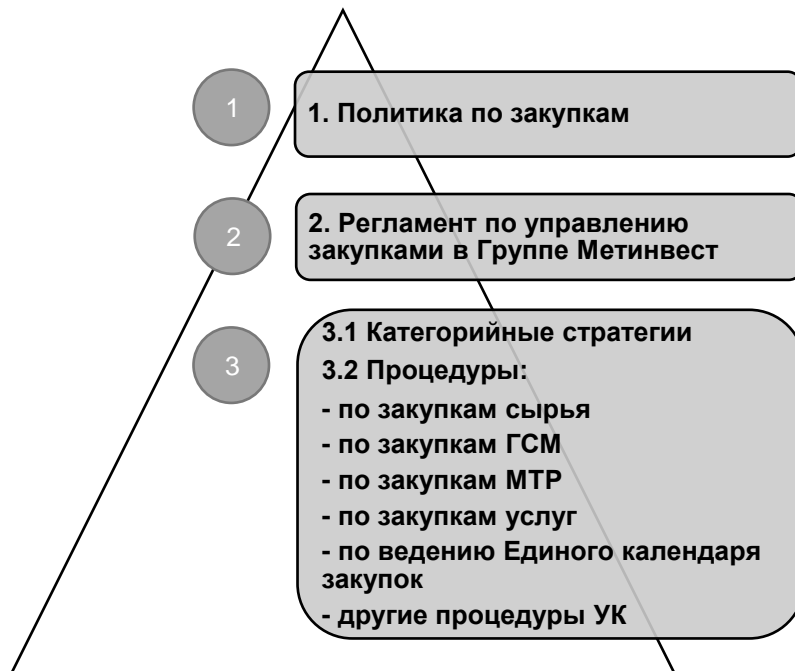 1
1. Политика по закупкам
2
2. Регламент по управлению
закупками в Группе Метинвест
3
3.1 Категорийные стратегии
3.2 Процедуры:
- по закупкам сырья
- по закупкам ГСМ
- по закупкам МТР
- по закупкам услуг
- по ведению Единого календаря
закупок
- другие процедуры УК